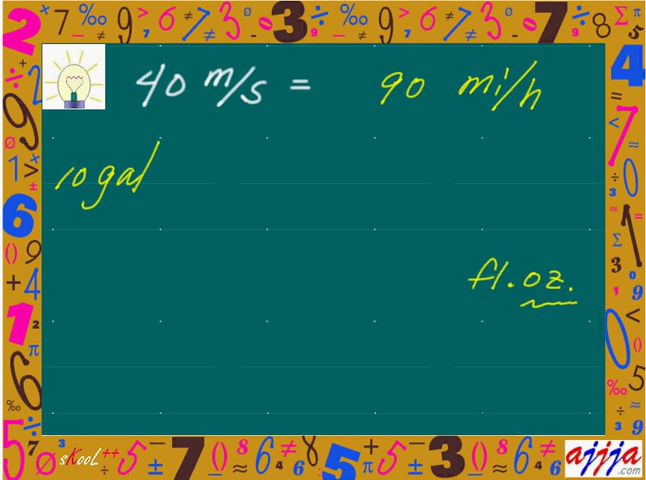 40 m/s = 90 mi/h
10 gal
fl. oz.
sKooL++
ajjja
.com